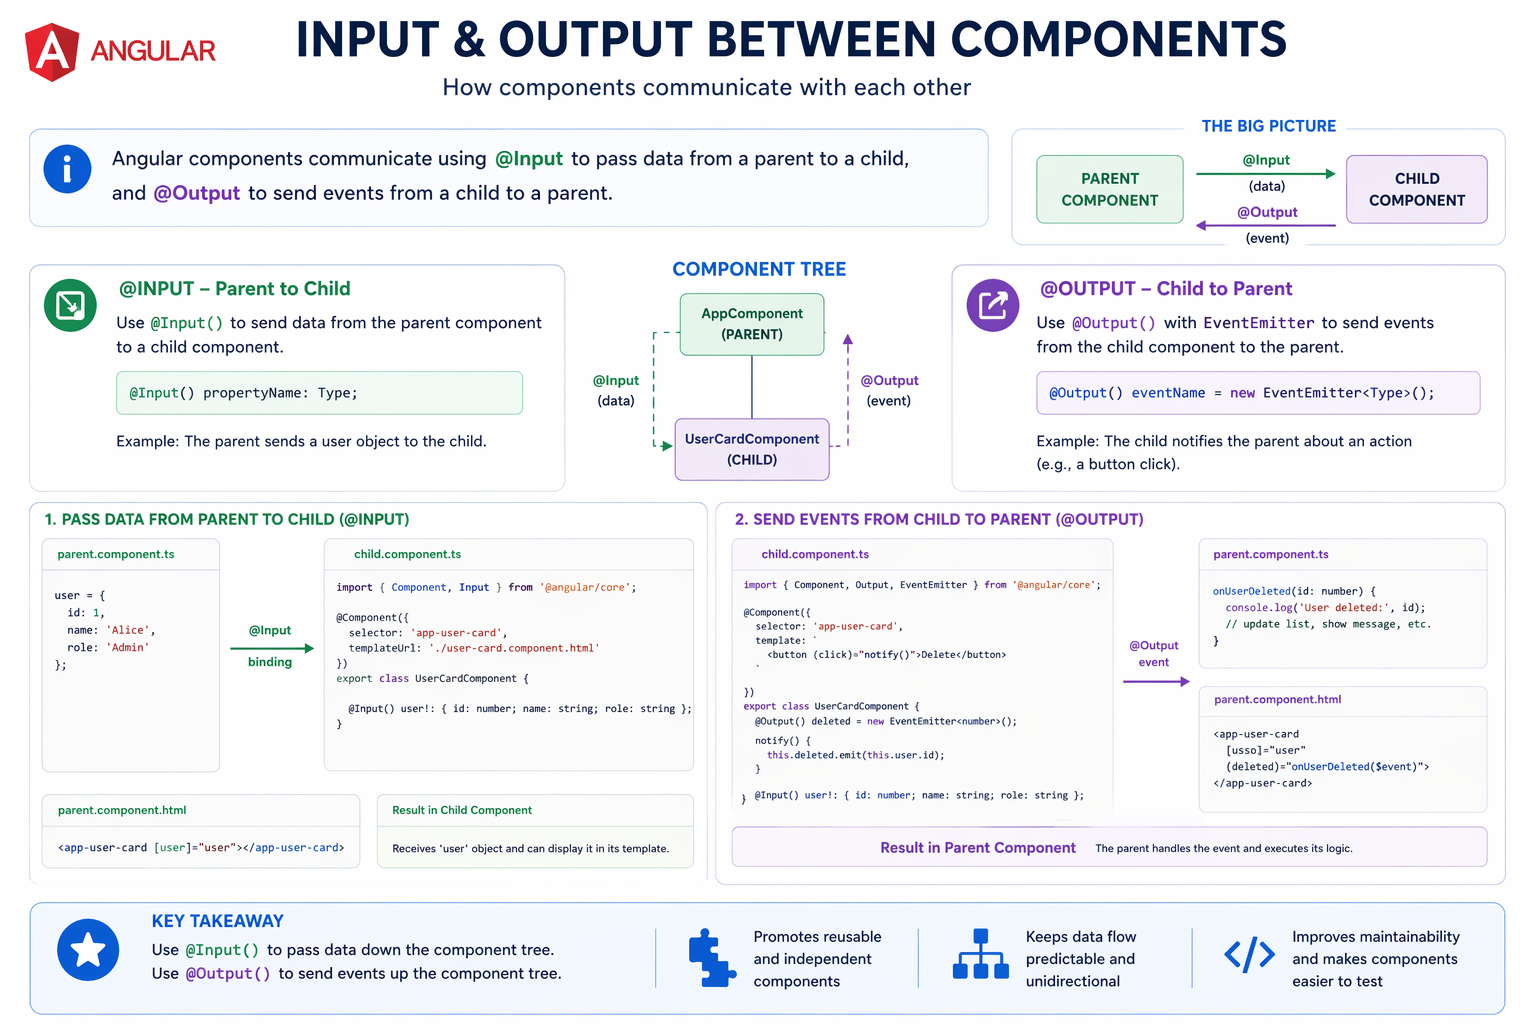 ANGULAR
INPUT & OUTPUT BETWEEN COMPONENTS
How components communicate with each other
Angular components communicate using @Input to pass data from a parent to a child,
and @Output to send events from a child to a parent.
THE BIG PICTURE
PARENT
COMPONENT
@Input
(data)
@Output
(event)
CHILD
COMPONENT
@INPUT – Parent to Child
Use @Input() to send data from the parent component
to a child component.
@Input() propertyName: Type;
Example: The parent sends a user object to the child.
COMPONENT TREE
AppComponent
(PARENT)
@Input
(data)
@Output
(event)
UserCardComponent
(CHILD)
@OUTPUT – Child to Parent
Use @Output() with EventEmitter to send events
from the child component to the parent.
@Output() eventName = new EventEmitter<Type>();
Example: The child notifies the parent about an action
(e.g., a button click).
1. PASS DATA FROM PARENT TO CHILD (@INPUT)
parent.component.ts
user = {
  id: 1,
  name: 'Alice',
  role: 'Admin'
};
@Input
binding
child.component.ts
import { Component, Input } from '@angular/core';
@Component({
  selector: 'app-user-card',
  templateUrl: './user-card.component.html'
})
export class UserCardComponent {
  @Input() user!: { id: number; name: string; role: string };
}
parent.component.html
<app-user-card [user]="user"></app-user-card>
Result in Child Component
Receives 'user' object and can display it in its template.
2. SEND EVENTS FROM CHILD TO PARENT (@OUTPUT)
child.component.ts
import { Component, Output, EventEmitter } from '@angular/core';
@Component({
  selector: 'app-user-card',
  template: `
    <button (click)="notify()">Delete</button>
  `
})
export class UserCardComponent {
  @Output() deleted = new EventEmitter<number>();
  notify() {
    this.deleted.emit(this.user.id);
  }
} @Input() user!: { id: number; name: string; role: string };
@Output
event
parent.component.ts
onUserDeleted(id: number) {
  console.log('User deleted:', id);
  // update list, show message, etc.
}
parent.component.html
<app-user-card
  [usso]="user"
  (deleted)="onUserDeleted($event)">
</app-user-card>
Result in Parent Component The parent handles the event and executes its logic.
KEY TAKEAWAY
Use @Input() to pass data down the component tree.
Use @Output() to send events up the component tree.
Promotes reusable
and independent
components
Keeps data flow
predictable and
unidirectional
Improves maintainability
and makes components
easier to test